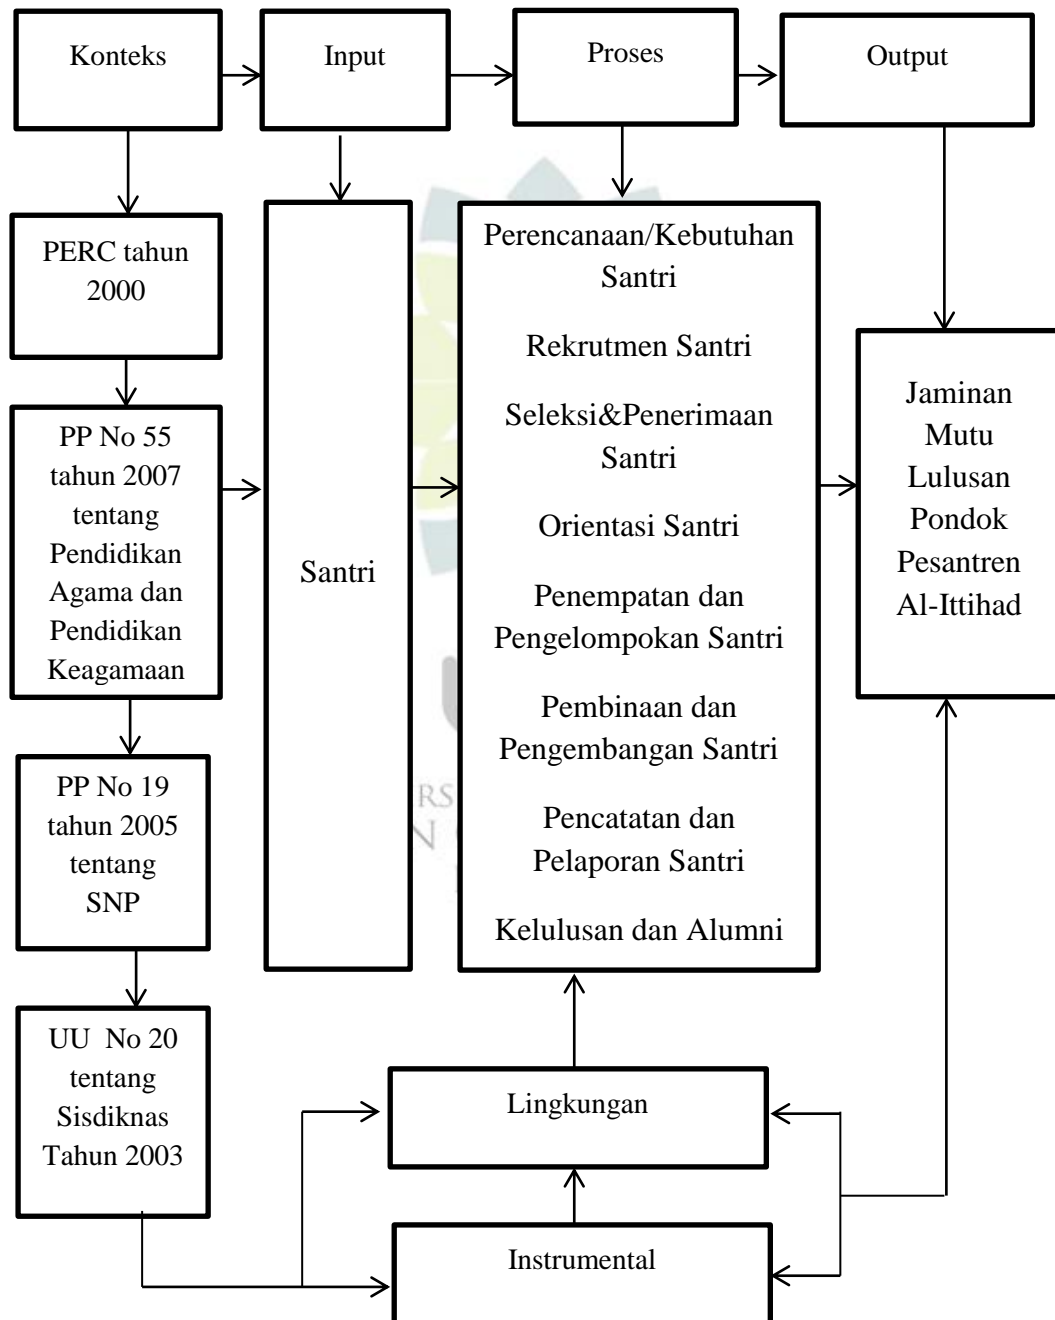 Konteks
Input
Proses
Output
PERC tahun
2000
PP No 55
tahun 2007
tentang
Pendidikan
Agama dan
Pendidikan
Keagamaan
PP No 19
tahun 2005
tentang
SNP
UU No 20
tentang
Sisdiknas
Tahun 2003
Santri
Perencanaan/Kebutuhan
Santri
Rekrutmen Santri
Seleksi&Penerimaan
Santri
Orientasi Santri
Penempatan dan
Pengelompokan Santri
Pembinaan dan
Pengembangan Santri
Pencatatan dan
Pelaporan Santri
Kelulusan dan Alumni
Jaminan
Mutu
Lulusan
Pondok
Pesantren
Al-Ittihad
Lingkungan
Instrumental